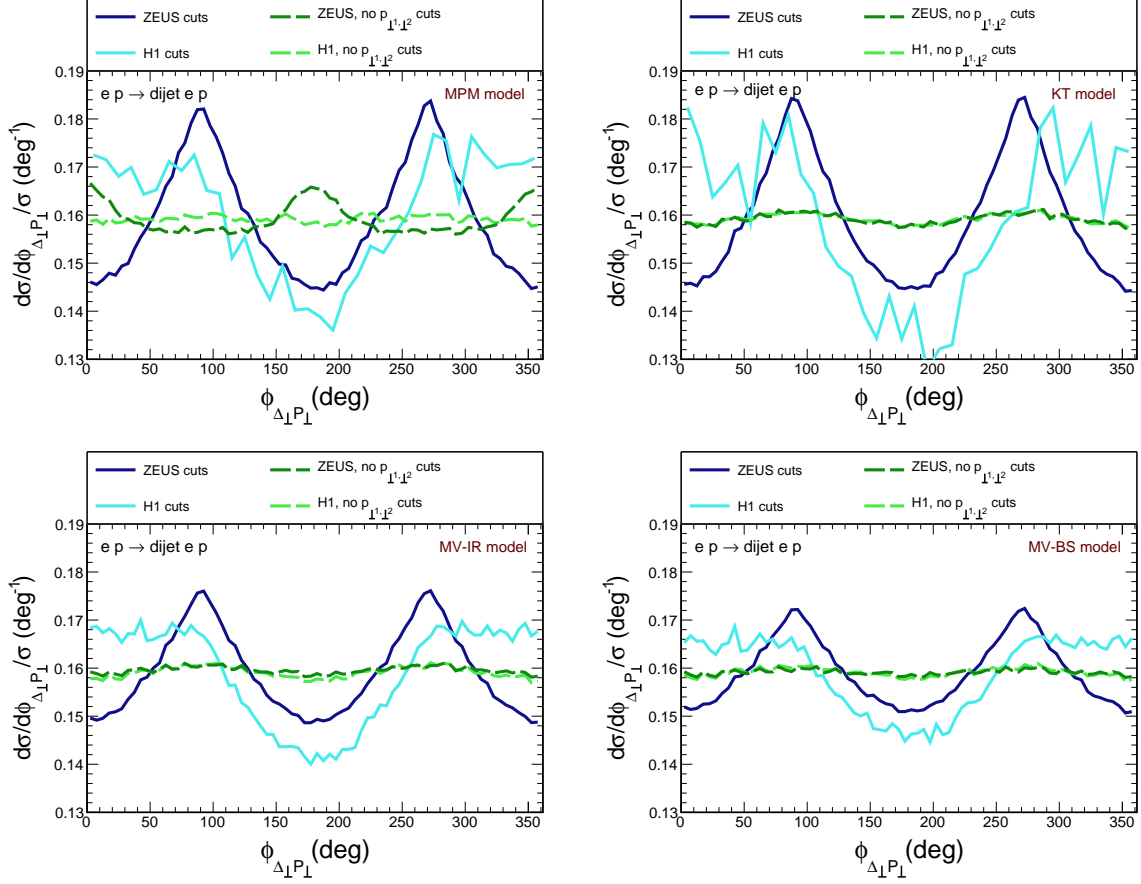 ZEUS cuts
ZEUS, no p⊥1,⊥2 cuts
H1 cuts
H1, no p⊥1,⊥2 cuts
e p → dijet e p
MPM model
dσ/dϕΔ⊥P⊥/σ (deg-1)
0.19
0.18
0.17
0.16
0.15
0.14
0.13
0 50 100 150 200 250 300 350
ϕΔ⊥P⊥(deg)
ZEUS cuts
ZEUS, no p⊥1,⊥2 cuts
H1 cuts
H1, no p⊥1,⊥2 cuts
e p → dijet e p
KT model
dσ/dϕΔ⊥P⊥/σ (deg-1)
0.19
0.18
0.17
0.16
0.15
0.14
0.13
0 50 100 150 200 250 300 350
ϕΔ⊥P⊥(deg)
ZEUS cuts
ZEUS, no p⊥1,⊥2 cuts
H1 cuts
H1, no p⊥1,⊥2 cuts
e p → dijet e p
MV-IR model
dσ/dϕΔ⊥P⊥/σ (deg-1)
0.19
0.18
0.17
0.16
0.15
0.14
0.13
0 50 100 150 200 250 300 350
ϕΔ⊥P⊥(deg)
ZEUS cuts
ZEUS, no p⊥1,⊥2 cuts
H1 cuts
H1, no p⊥1,⊥2 cuts
e p → dijet e p
MV-BS model
dσ/dϕΔ⊥P⊥/σ (deg-1)
0.19
0.18
0.17
0.16
0.15
0.14
0.13
0 50 100 150 200 250 300 350
ϕΔ⊥P⊥(deg)